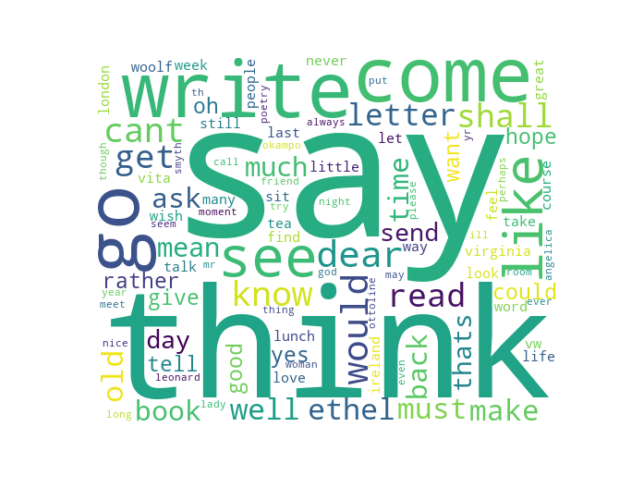 london woolf week never people put great
write come
th oh poetry letter shall
cant still last always yr hope
though get smyth call okampo let want
say
vita much little time like course
ask many friend sit try night please feel perhaps
go wish moment tea find send way virginia take
mean seem mr see god dear ill look room angelica
rather talk know may read could ever
year give thing would ottoline word
meet think
day lunch ireland back thats vw
nice tell good yes woman even life
old leonard love
long book lady well ethel must make